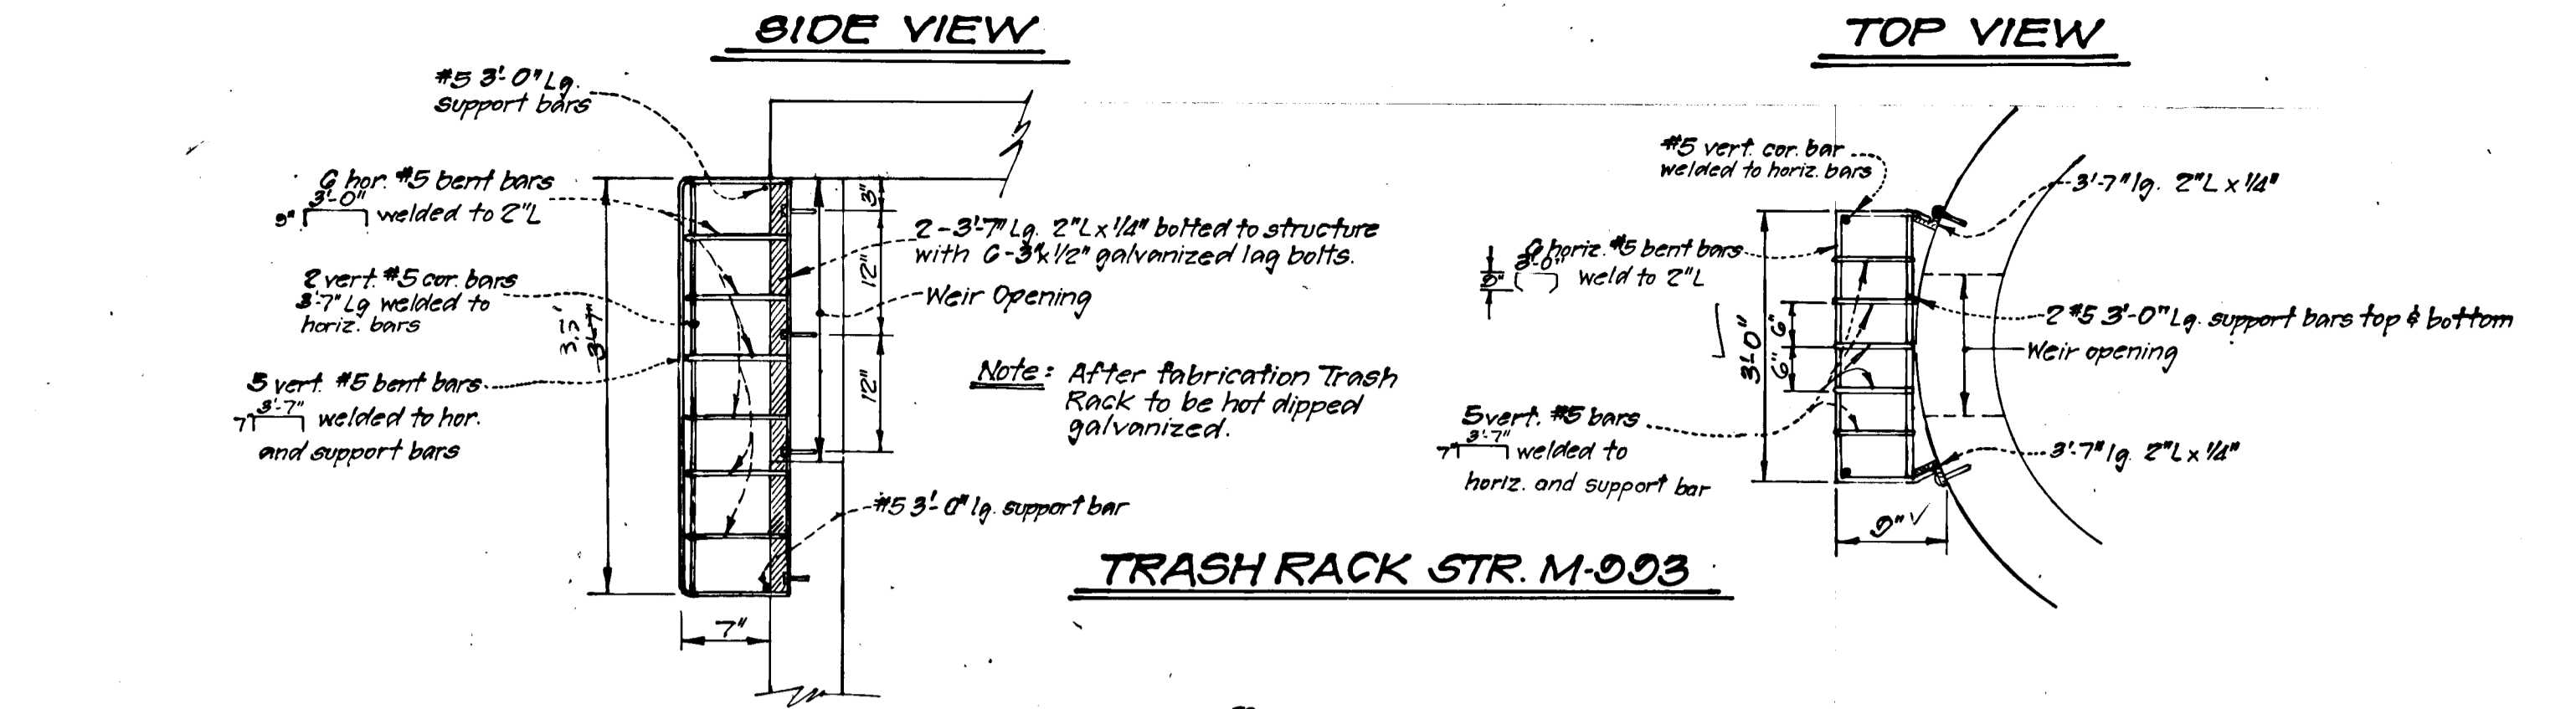 SIDE VIEW
#5 3'-0" Lg.
support bars
6 hor. #5 bent bars
3'-0"
9" welded to 2"L
2 vert. #5 cor. bars
3'-7" Lg welded to
horiz. bars
5 vert. #5 bent bars
3'-7"
7" welded to hor.
and support bars
3.5'
3'-7"
7"
3"
12"
12"
2-3'-7" Lg. 2"L x 1/4" bolted to structure
with 6-3"x 1/2" galvanized lag bolts.
Weir Opening
Note: After fabrication Trash
Rack to be hot dipped
galvanized.
#5 3'-0" lg. support bar
TRASH RACK STR. M-993
TOP VIEW
#5 vert. cor. bar
welded to horiz. bars
6 horiz. #5 bent bars
3'-0"
9" weld to 2"L
5 vert. #5 bars
3'-7"
7" welded to
horiz. and support bar
3'-0"
6"
6"
9"
3'-7" lg. 2"L x 1/4"
2 #5 3'-0" Lg. support bars top & bottom
Weir opening
3'-7" lg. 2"L x 1/4"